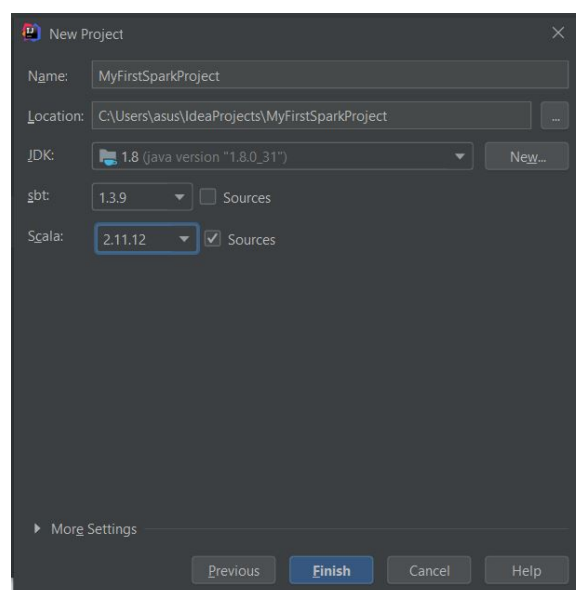 New Project
Name: MyFirstSparkProject
Location: C:\Users\asus\IdeaProjects\MyFirstSparkProject ...
JDK: 1.8 (java version "1.8.0_31") New...
sbt: 1.3.9 Sources
Scala: 2.11.12 Sources
More Settings
Previous Finish Cancel Help